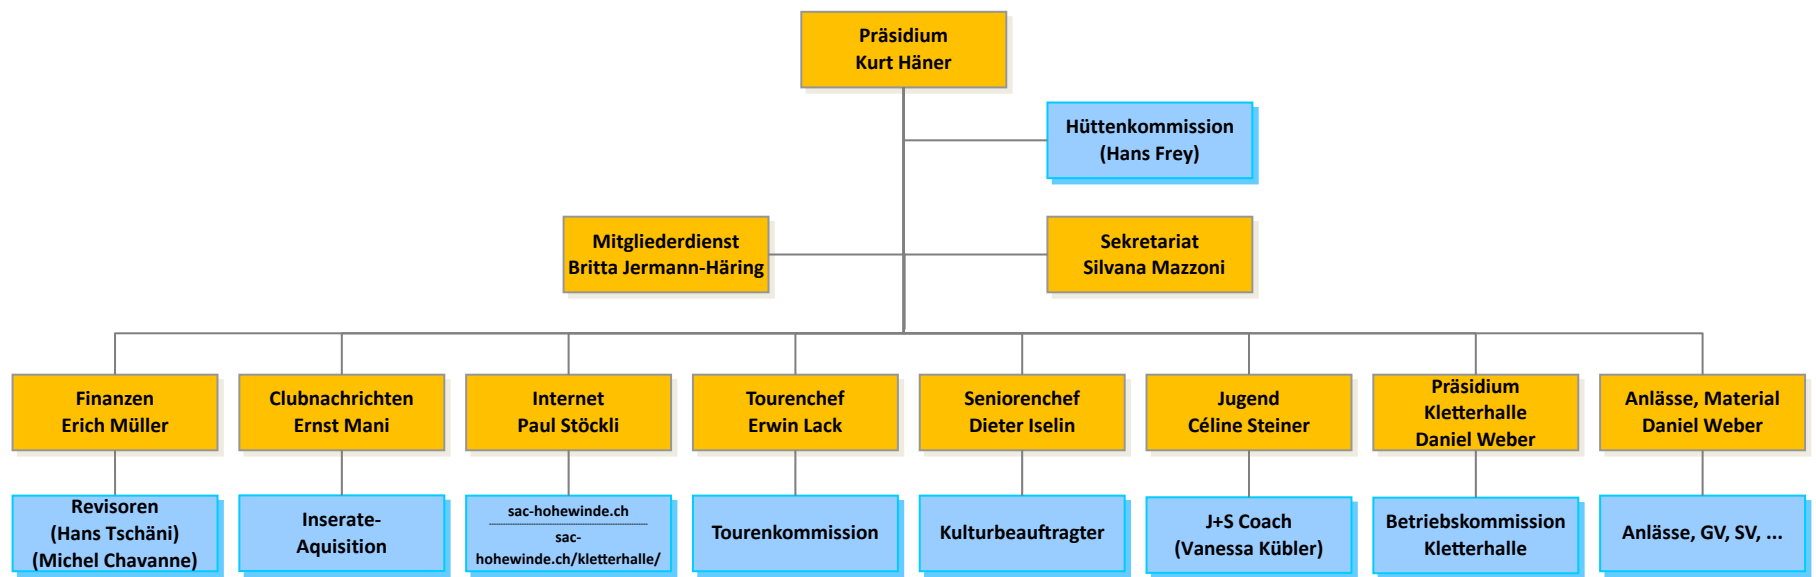 Präsidium
Kurt Häner
Hüttenkommission
(Hans Frey)
Mitgliederdienst
Britta Jermann-Häring
Sekretariat
Silvana Mazzoni
Finanzen
Erich Müller
Clubnachrichten
Ernst Mani
Internet
Paul Stöckli
Tourenchef
Erwin Lack
Seniorenchef
Dieter Iselin
Jugend
Céline Steiner
Präsidium
Kletterhalle
Daniel Weber
Anlässe, Material
Daniel Weber
Revisoren
(Hans Tschäni)
(Michel Chavanne)
Inserate-
Aquisition
sac-hohewinde.ch
sac-
hohewinde.ch/kletterhalle/
Tourenkommission
Kulturbeauftragter
J+S Coach
(Vanessa Kübler)
Betriebskommission
Kletterhalle
Anlässe, GV, SV, ...